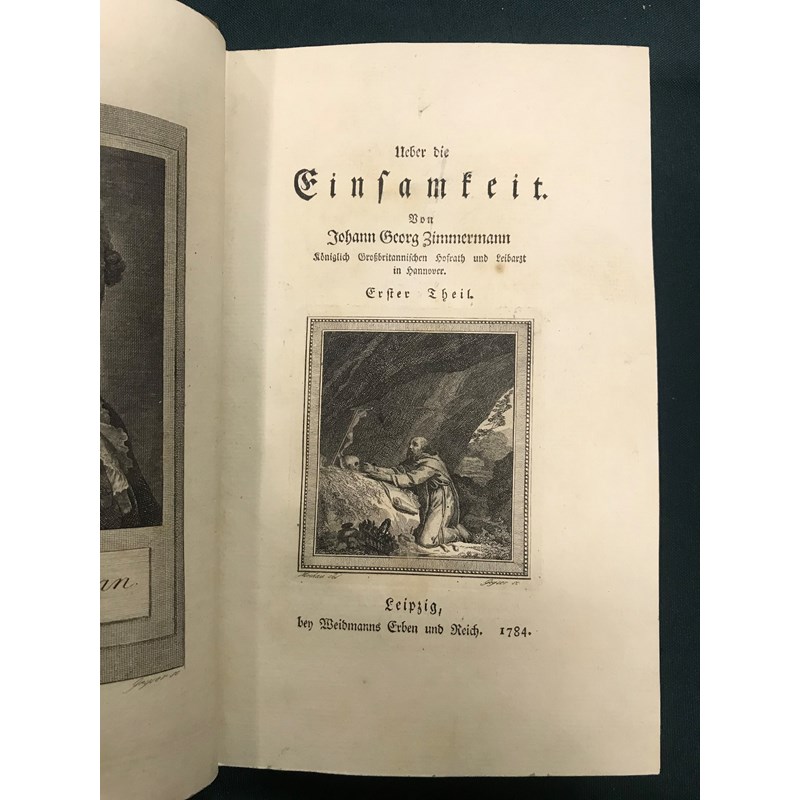 Ueber die
Einsamkeit.
Von
Johann Georg Zimmermann
Königlich Großbritannischen Hofrath und Leibarzt
in Hannover.
Erster Theil.
Leipzig,
bey Weidmanns Erben und Reich. 1784.